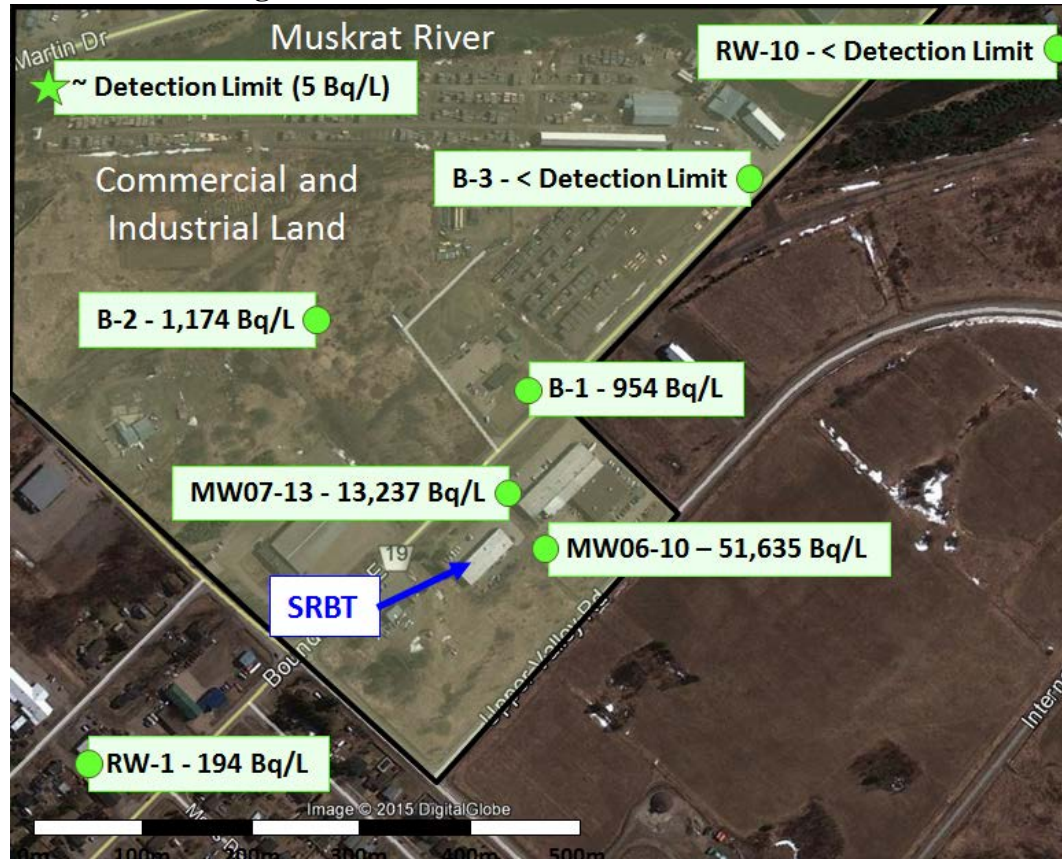 Martin Dr
Muskrat River
RW-10 - < Detection Limit
~ Detection Limit (5 Bq/L)
B-3 - < Detection Limit
Commercial and
Industrial Land
B-2 - 1,174 Bq/L
B-1 - 954 Bq/L
MW07-13 - 13,237 Bq/L
19
MW06-10 – 51,635 Bq/L
SRBT
Upper Valley Rd
RW-1 - 194 Bq/L
Image © 2015 DigitalGlobe
100m 200m 300m 400m 500m